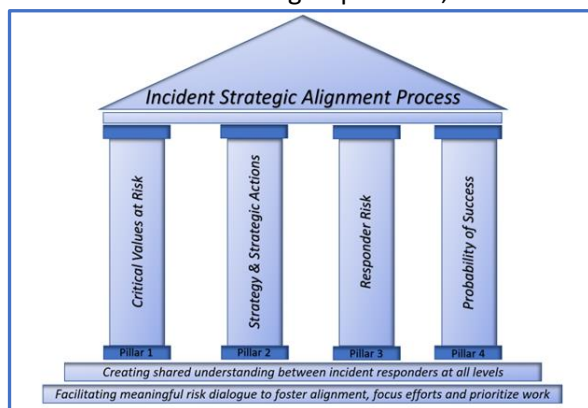 Incident Strategic Alignment Process
Critical Values at Risk
Strategy & Strategic Actions
Responder Risk
Probability of Success
Pillar 1
Pillar 2
Pillar 3
Pillar 4
Creating shared understanding between incident responders at all levels
Facilitating meaningful risk dialogue to foster alignment, focus efforts and prioritize work